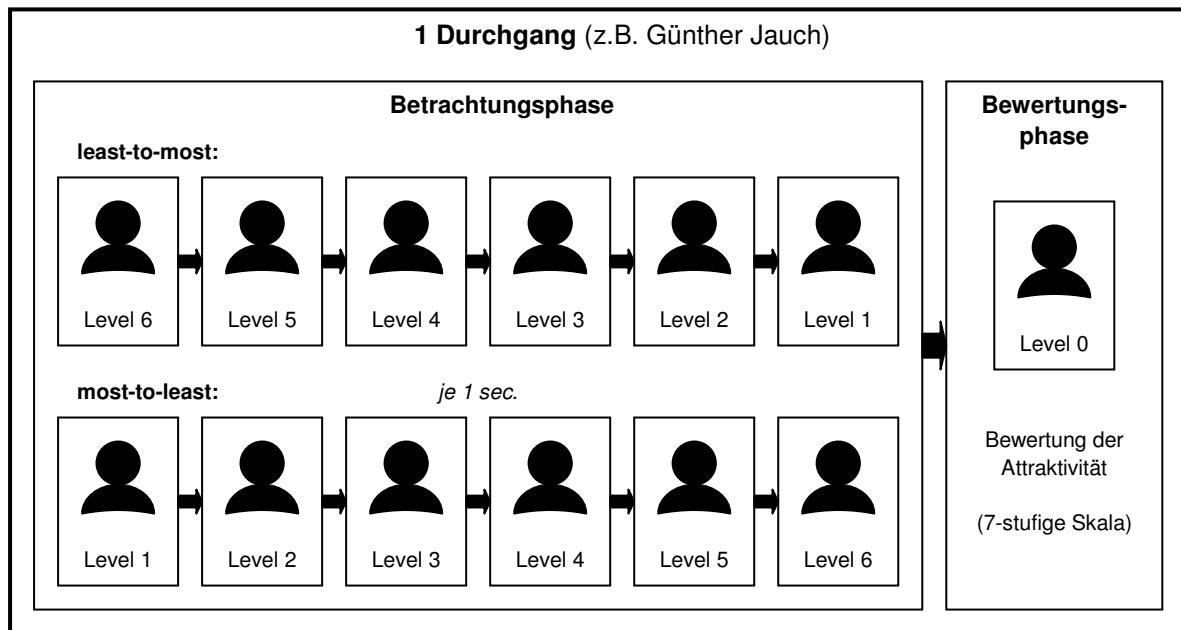 1 Durchgang (z.B. Günther Jauch)
Betrachtungsphase
least-to-most:
Level 6
Level 5
Level 4
Level 3
Level 2
Level 1
most-to-least:
je 1 sec.
Level 1
Level 2
Level 3
Level 4
Level 5
Level 6
Bewertungs-
phase
Level 0
Bewertung der
Attraktivität
(7-stufige Skala)